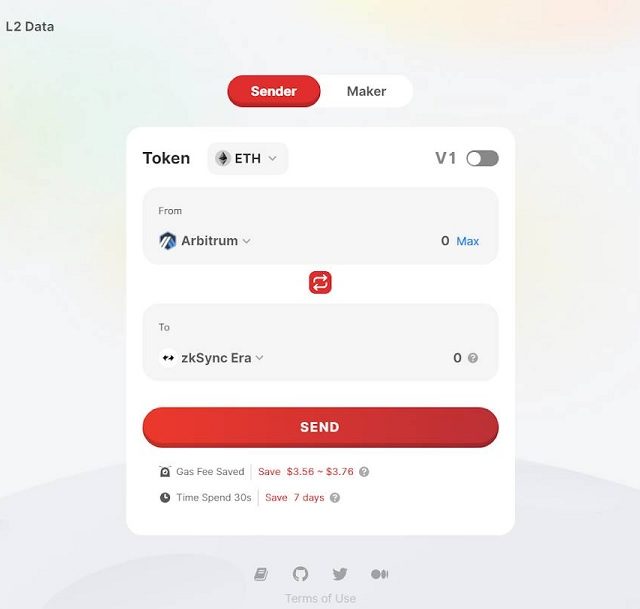 L2 Data
Sender Maker
Token ETH V1
From
Arbitrum 0 Max
To
zkSync Era 0 ?
SEND
Gas Fee Saved Save $3.56 ~ $3.76 ?
Time Spend 30s Save 7 days ?
Terms of Use